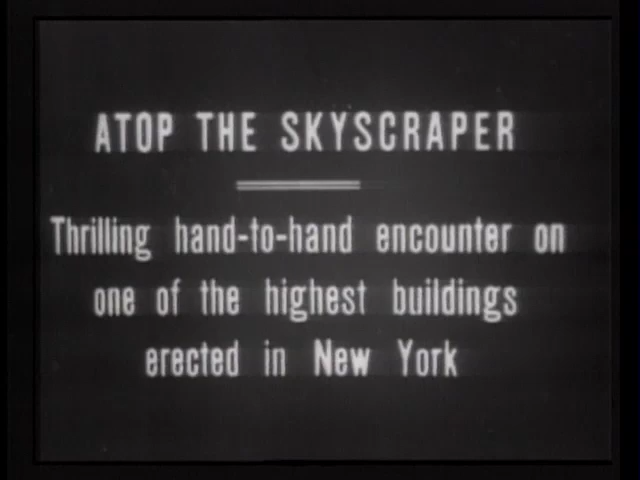 ATOP THE SKYSCRAPER
Thrilling hand-to-hand encounter on
one of the highest buildings
erected in New York